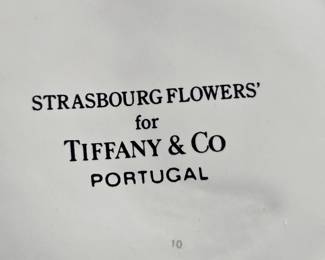 STRASBOURG FLOWERS'
for
TIFFANY & CO
PORTUGAL
10